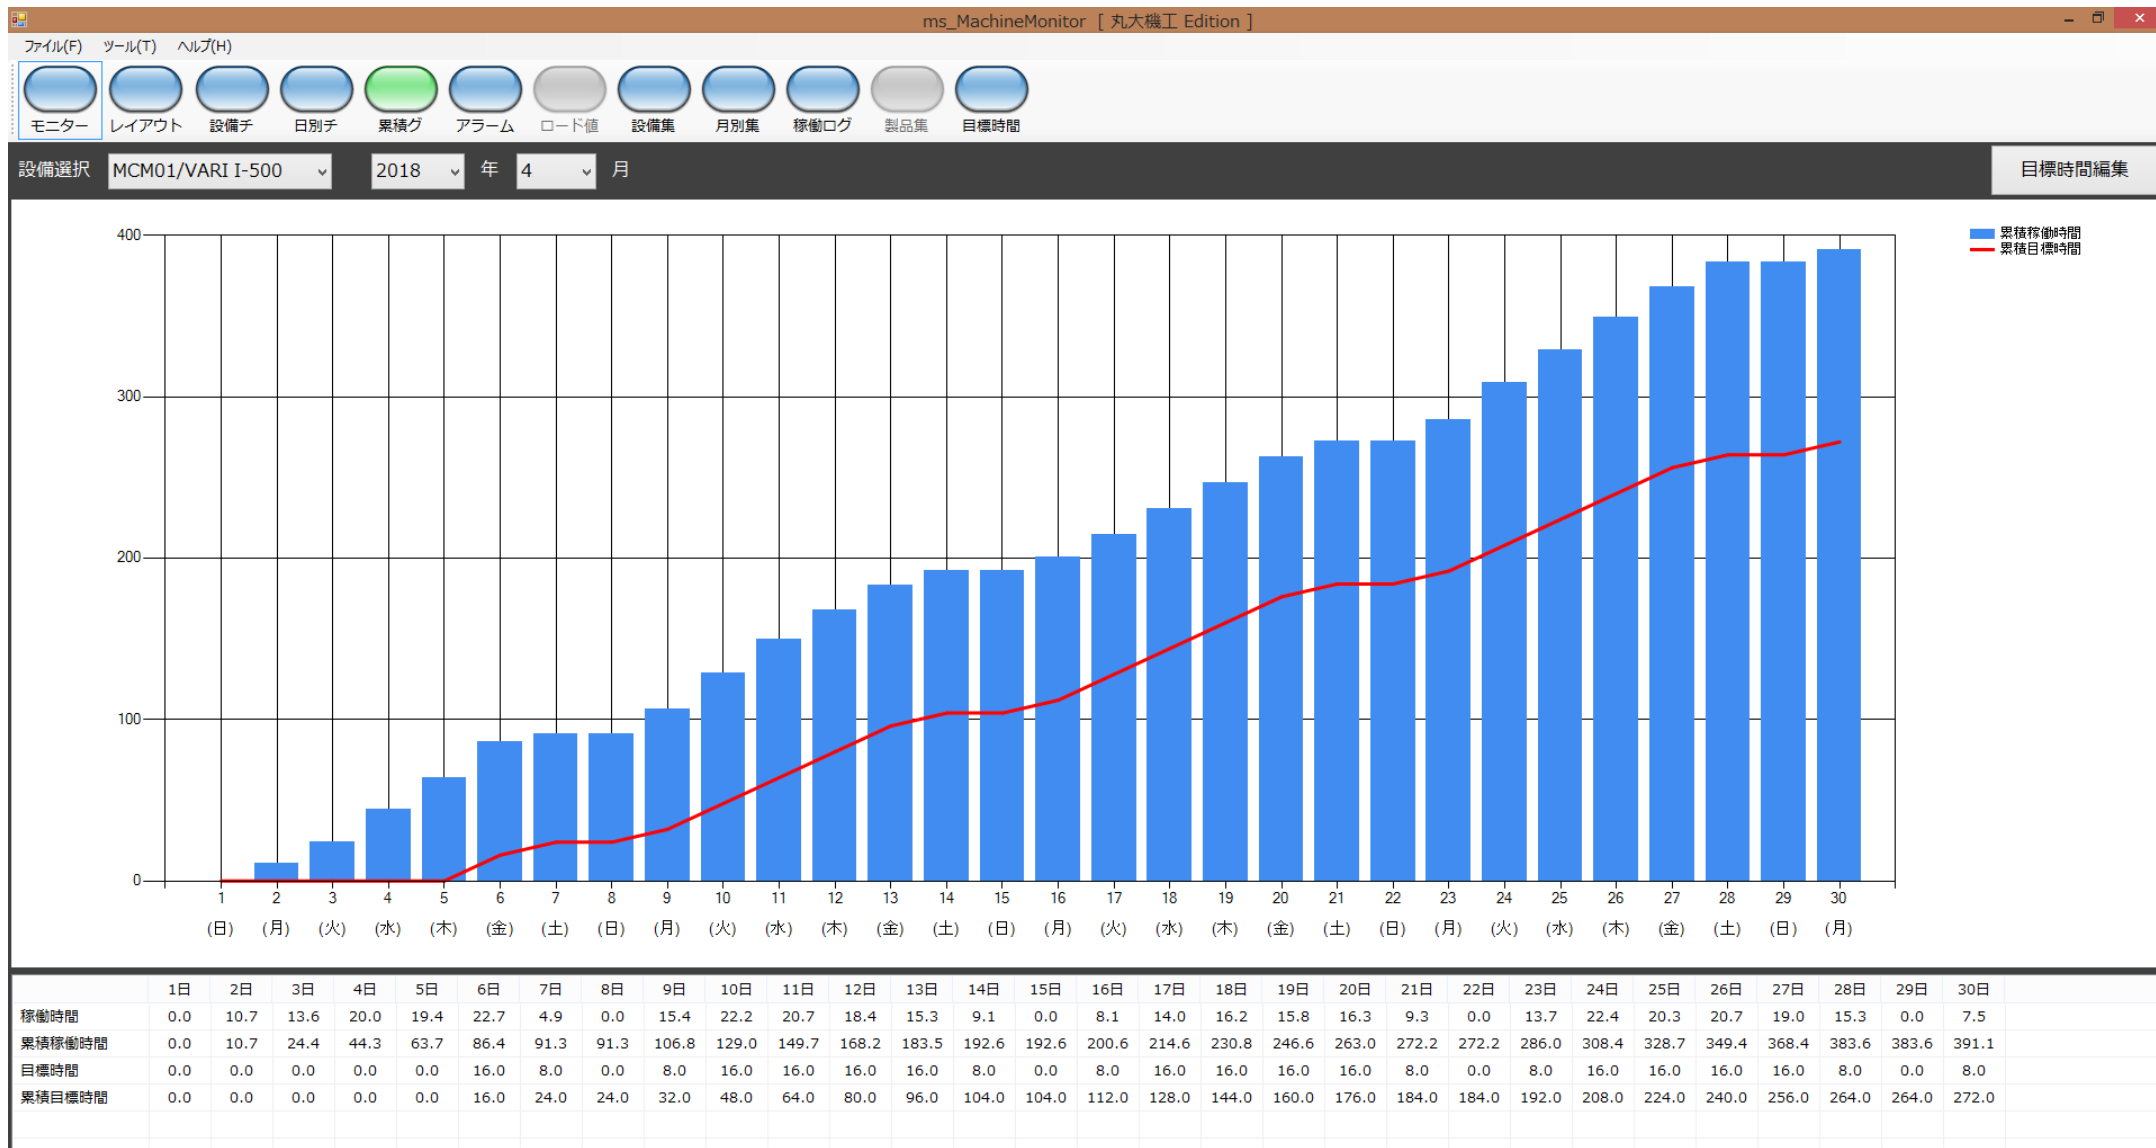 ms_MachineMonitor [ 丸大機工 Edition ]
ファイル(F) ツール(T) ヘルプ(H)
モニター レイアウト 設備チ 日別チ 累積グ アラーム ロード値 設備集 月別集 稼働ログ 製品集 目標時間
設備選択 MCM01/VARI I-500 2018 年 4 月 目標時間編集
累積稼働時間
累積目標時間
400
300
200
100
0
1 2 3 4 5 6 7 8 9 10 11 12 13 14 15 16 17 18 19 20 21 22 23 24 25 26 27 28 29 30
(日) (月) (火) (水) (木) (金) (土) (日) (月) (火) (水) (木) (金) (土) (日) (月) (火) (水) (木) (金) (土) (日) (月) (火) (水) (木) (金) (土) (日) (月)
1日 2日 3日 4日 5日 6日 7日 8日 9日 10日 11日 12日 13日 14日 15日 16日 17日 18日 19日 20日 21日 22日 23日 24日 25日 26日 27日 28日 29日 30日
稼働時間 0.0 10.7 13.6 20.0 19.4 22.7 4.9 0.0 15.4 22.2 20.7 18.4 15.3 9.1 0.0 8.1 14.0 16.2 15.8 16.3 9.3 0.0 13.7 22.4 20.3 20.7 19.0 15.3 0.0 7.5
累積稼働時間 0.0 10.7 24.4 44.3 63.7 86.4 91.3 91.3 106.8 129.0 149.7 168.2 183.5 192.6 192.6 200.6 214.6 230.8 246.6 263.0 272.2 272.2 286.0 308.4 328.7 349.4 368.4 383.6 383.6 391.1
目標時間 0.0 0.0 0.0 0.0 0.0 16.0 8.0 0.0 8.0 16.0 16.0 16.0 16.0 8.0 0.0 8.0 16.0 16.0 16.0 16.0 8.0 0.0 8.0 16.0 16.0 16.0 16.0 8.0 0.0 8.0
累積目標時間 0.0 0.0 0.0 0.0 0.0 16.0 24.0 24.0 32.0 48.0 64.0 80.0 96.0 104.0 104.0 112.0 128.0 144.0 160.0 176.0 184.0 184.0 192.0 208.0 224.0 240.0 256.0 264.0 264.0 272.0